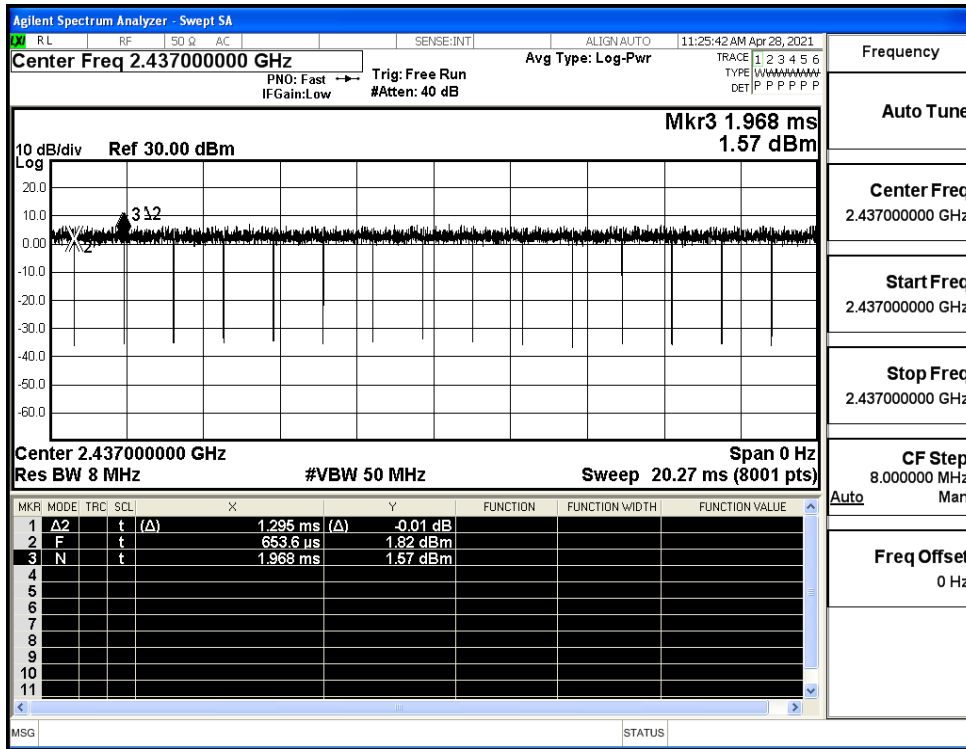 Agilent Spectrum Analyzer - Swept SA
LXI RL RF 50 Ω AC SENSE:INT ALIGN AUTO 11:25:42 AM Apr 28, 2021
Center Freq 2.437000000 GHz
Avg Type: Log-Pwr
TRACE 1 2 3 4 5 6
TYPE
DET P P P P P P
PNO: Fast
IFGain:Low
Trig: Free Run
#Atten: 40 dB
Mkr3 1.968 ms
1.57 dBm
10 dB/div Ref 30.00 dBm
Log
20.0
10.0
0.00
-10.0
-20.0
-30.0
-40.0
-50.0
-60.0
3 Δ2
2
Center 2.437000000 GHz Span 0 Hz
Res BW 8 MHz #VBW 50 MHz Sweep 20.27 ms (8001 pts)
MKR MODE TRC SCL X Y FUNCTION FUNCTION WIDTH FUNCTION VALUE
1 Δ2 t (Δ) 1.295 ms (Δ) -0.01 dB
2 F t 653.6 µs 1.82 dBm
3 N t 1.968 ms 1.57 dBm
4
5
6
7
8
9
10
11
MSG STATUS
Frequency
Auto Tune
Center Freq
2.437000000 GHz
Start Freq
2.437000000 GHz
Stop Freq
2.437000000 GHz
CF Step
8.000000 MHz
Auto Man
Freq Offset
0 Hz